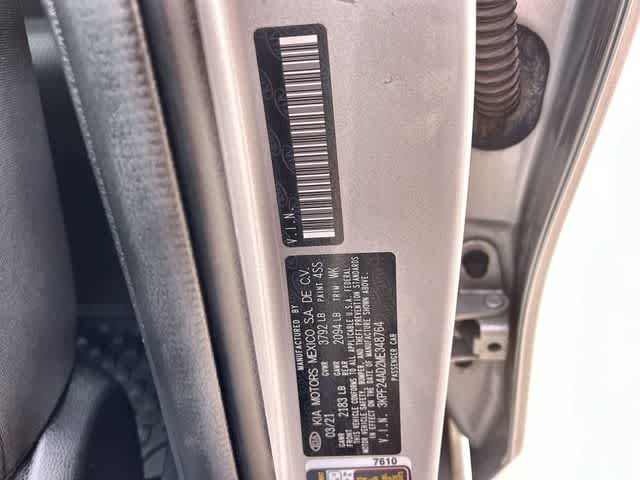 V.I.N.
MANUFACTURED BY
KIA MOTORS MEXICO S.A. DE C.V.
03/21 GVWR 3792 LB PAINT 4SS
GAWR FRONT 2183 LB GAWR REAR 2094 LB TRIM WK
THIS VEHICLE CONFORMS TO ALL APPLICABLE U.S.A. FEDERAL
MOTOR VEHICLE SAFETY, BUMPER, AND THEFT PREVENTION STANDARDS
IN EFFECT ON THE DATE OF MANUFACTURE SHOWN ABOVE.
V.I.N. 3KPF24AD2ME348764
PASSENGER CAR
7610